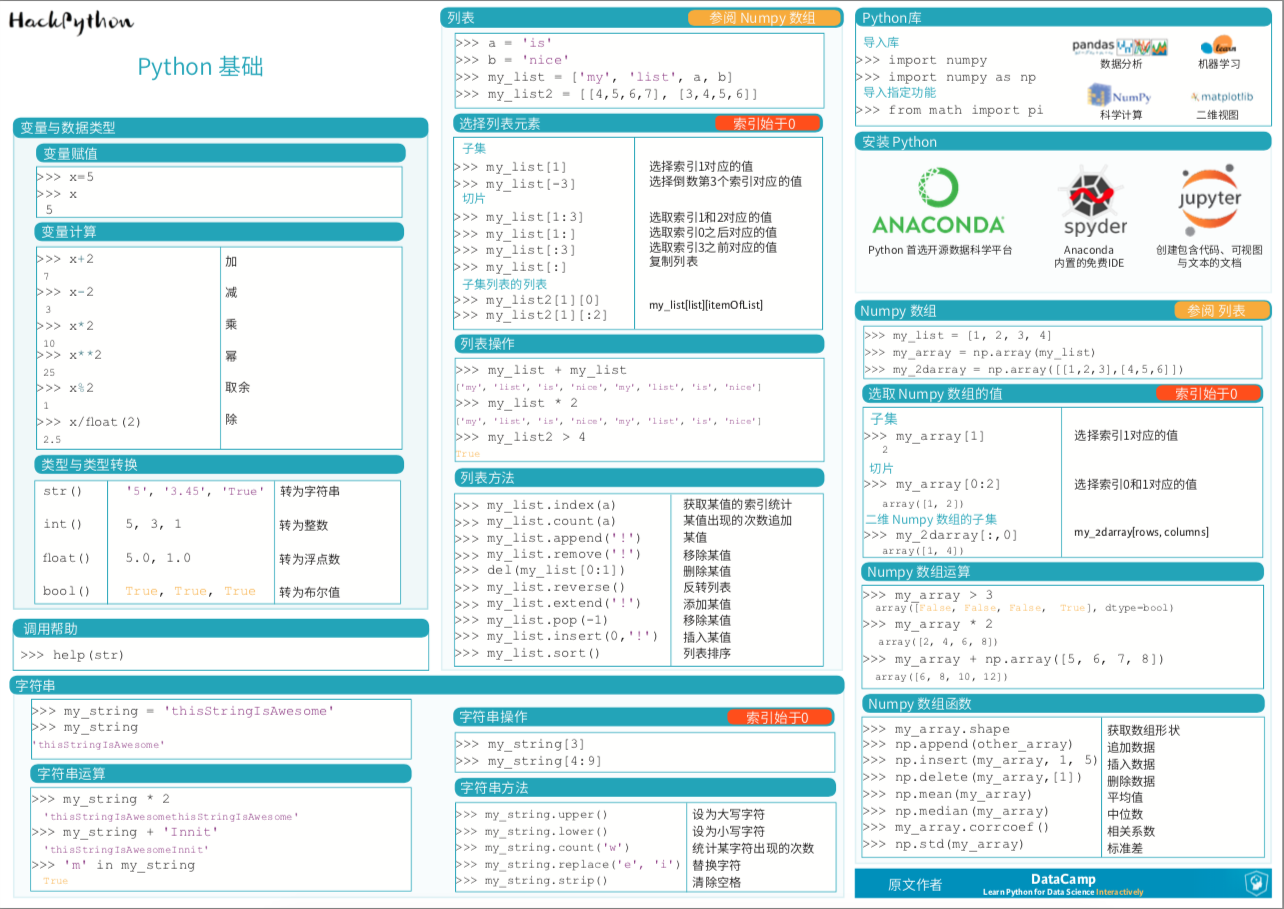 HackPython
Python 基础
变量与数据类型
变量赋值
>>> x=5
>>> x
5
变量计算
>>> x+2 加
7
>>> x-2 减
3
>>> x*2 乘
10
>>> x**2 幂
25
>>> x%2 取余
1
>>> x/float(2) 除
2.5
类型与类型转换
str() '5', '3.45', 'True' 转为字符串
int() 5, 3, 1 转为整数
float() 5.0, 1.0 转为浮点数
bool() True, True, True 转为布尔值
调用帮助
>>> help(str)
字符串
>>> my_string = 'thisStringIsAwesome'
>>> my_string
'thisStringIsAwesome'
字符串运算
>>> my_string * 2
'thisStringIsAwesomethisStringIsAwesome'
>>> my_string + 'Innit'
'thisStringIsAwesomeInnit'
>>> 'm' in my_string
True
列表 参阅 Numpy 数组
>>> a = 'is'
>>> b = 'nice'
>>> my_list = ['my', 'list', a, b]
>>> my_list2 = [[4,5,6,7], [3,4,5,6]]
选择列表元素 索引始于0
子集
>>> my_list[1] 选择索引1对应的值
>>> my_list[-3] 选择倒数第3个索引对应的值
切片
>>> my_list[1:3] 选取索引1和2对应的值
>>> my_list[1:] 选取索引0之后对应的值
>>> my_list[:3] 选取索引3之前对应的值
>>> my_list[:] 复制列表
子集列表的列表
>>> my_list2[1][0] my_list[list][itemOfList]
>>> my_list2[1][:2]
列表操作
>>> my_list + my_list
['my', 'list', 'is', 'nice', 'my', 'list', 'is', 'nice']
>>> my_list * 2
['my', 'list', 'is', 'nice', 'my', 'list', 'is', 'nice']
>>> my_list2 > 4
True
列表方法
>>> my_list.index(a) 获取某值的索引统计
>>> my_list.count(a) 某值出现的次数追加
>>> my_list.append('!') 某值
>>> my_list.remove('!') 移除某值
>>> del(my_list[0:1]) 删除某值
>>> my_list.reverse() 反转列表
>>> my_list.extend('!') 添加某值
>>> my_list.pop(-1) 移除某值
>>> my_list.insert(0,'!') 插入某值
>>> my_list.sort() 列表排序
字符串操作 索引始于0
>>> my_string[3]
>>> my_string[4:9]
字符串方法
>>> my_string.upper() 设为大写字符
>>> my_string.lower() 设为小写字符
>>> my_string.count('w') 统计某字符出现的次数
>>> my_string.replace('e', 'i') 替换字符
>>> my_string.strip() 清除空格
Python库
导入库
>>> import numpy
>>> import numpy as np
导入指定功能
>>> from math import pi
pandas learn
数据分析 机器学习
NumPy matplotlib
科学计算 二维视图
安装 Python
ANACONDA spyder jupyter
Python 首选开源数据科学平台
Anaconda
内置的免费IDE
创建包含代码、可视图
与文本的文档
Numpy 数组 参阅 列表
>>> my_list = [1, 2, 3, 4]
>>> my_array = np.array(my_list)
>>> my_2darray = np.array([[1,2,3],[4,5,6]])
选取 Numpy 数组的值 索引始于0
子集
>>> my_array[1] 选择索引1对应的值
2
切片
>>> my_array[0:2] 选择索引0和1对应的值
array([1, 2])
二维 Numpy 数组的子集
>>> my_2darray[:,0] my_2darray[rows, columns]
array([1, 4])
Numpy 数组运算
>>> my_array > 3
array([False, False, False, True], dtype=bool)
>>> my_array * 2
array([2, 4, 6, 8])
>>> my_array + np.array([5, 6, 7, 8])
array([6, 8, 10, 12])
Numpy 数组函数
>>> my_array.shape 获取数组形状
>>> np.append(other_array) 追加数据
>>> np.insert(my_array, 1, 5) 插入数据
>>> np.delete(my_array,[1]) 删除数据
>>> np.mean(my_array) 平均值
>>> np.median(my_array) 中位数
>>> my_array.corrcoef() 相关系数
>>> np.std(my_array) 标准差
原文作者 DataCamp
Learn Python for Data Science Interactively